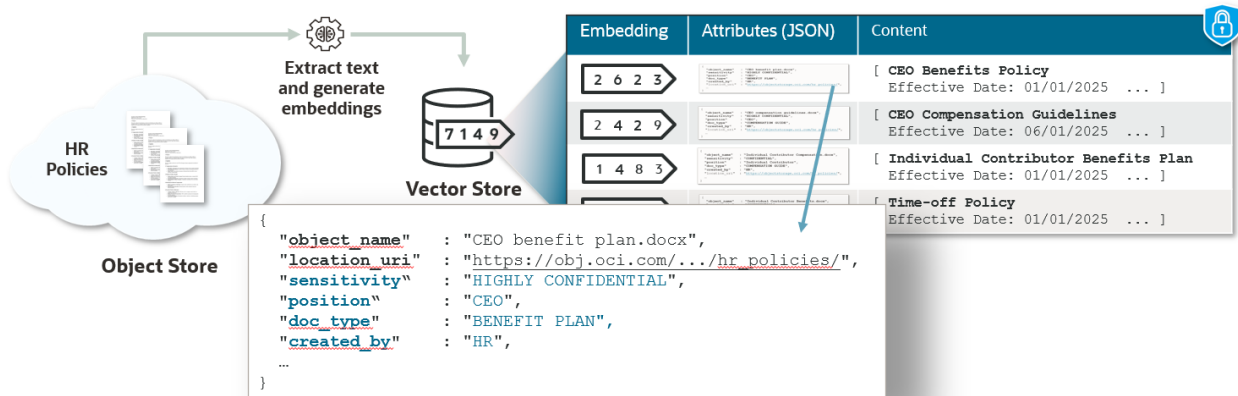 HR
Policies
Object Store
Extract text
and generate
embeddings
7149
Vector Store
Embedding Attributes (JSON) Content
2 6 2 3
[ CEO Benefits Policy
Effective Date: 01/01/2025 ... ]
2 4 2 9
[ CEO Compensation Guidelines
Effective Date: 06/01/2025 ... ]
1 4 8 3
[ Individual Contributor Benefits Plan
Effective Date: 01/01/2025 ... ]
[ Time-off Policy
Effective Date: 01/01/2025 ... ]
{
"object_name" : "CEO benefit plan.docx",
"location_uri" : "https://obj.oci.com/.../hr_policies/",
"sensitivity“ : "HIGHLY CONFIDENTIAL",
"position“ : "CEO",
"doc_type" : "BENEFIT PLAN",
"created_by" : "HR",
…
}